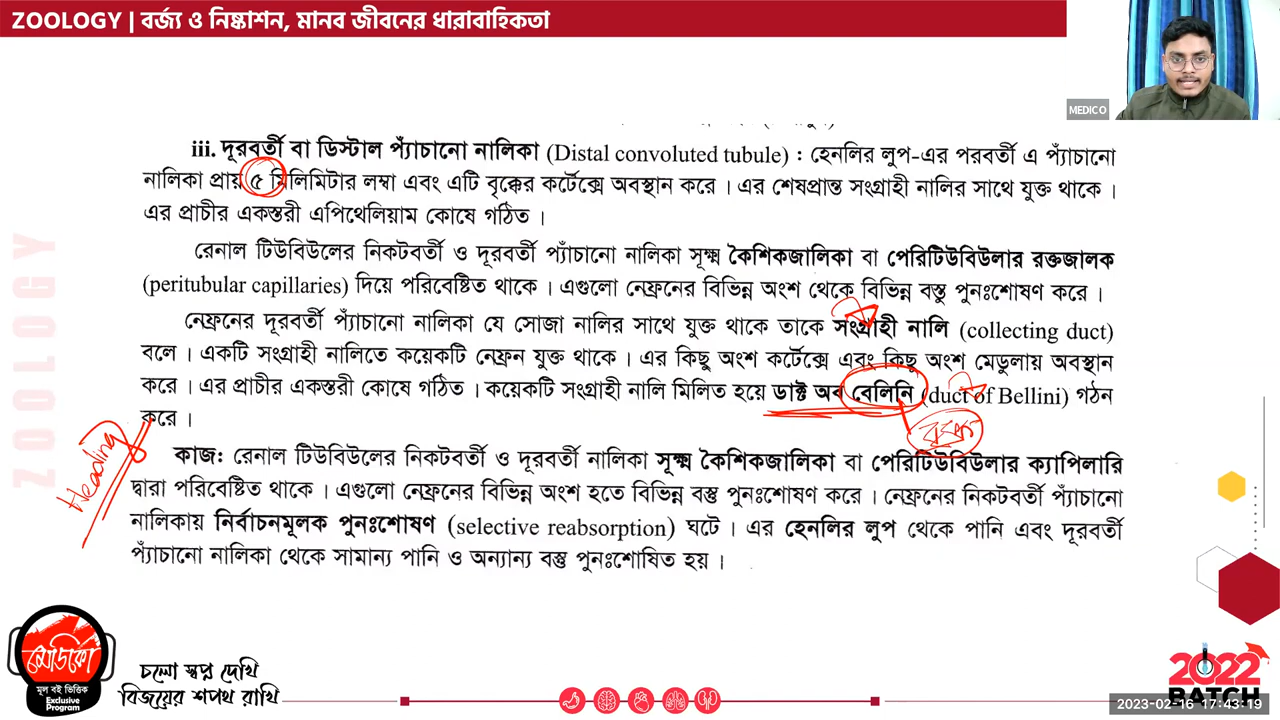 ZOOLOGY | বর্জ্য ও নিষ্কাশন, মানব জীবনের ধারাবাহিকতা
MEDICO
iii. দূরবর্তী বা ডিস্টাল প্যাঁচানো নালিকা (Distal convoluted tubule) : হেনলির লুপ-এর পরবর্তী এ প্যাঁচানো
নালিকা প্রায় ৫ মিলিমিটার লম্বা এবং এটি বৃক্কের কর্টেক্সে অবস্থান করে। এর শেষপ্রান্ত সংগ্রাহী নালির সাথে যুক্ত থাকে।
এর প্রাচীর একস্তরী এপিথেলিয়াম কোষে গঠিত।
রেনাল টিউবিউলের নিকটবর্তী ও দূরবর্তী প্যাঁচানো নালিকা সূক্ষ্ম কৈশিকজালিকা বা পেরিটিউবিউলার রক্তজালক
(peritubular capillaries) দিয়ে পরিবেষ্টিত থাকে। এগুলো নেফ্রনের বিভিন্ন অংশ থেকে বিভিন্ন বস্তু পুনঃশোষণ করে।
নেফ্রনের দূরবর্তী প্যাঁচানো নালিকা যে সোজা নালির সাথে যুক্ত থাকে তাকে সংগ্রাহী নালি (collecting duct)
বলে। একটি সংগ্রাহী নালিতে কয়েকটি নেফ্রন যুক্ত থাকে। এর কিছু অংশ কর্টেক্সে এবং কিছু অংশ মেডুলায় অবস্থান
করে। এর প্রাচীর একস্তরী কোষে গঠিত। কয়েকটি সংগ্রাহী নালি মিলিত হয়ে ডাক্ট অব বেলিনি (duct of Bellini) গঠন
করে।
Heading
কাজ: রেনাল টিউবিউলের নিকটবর্তী ও দূরবর্তী নালিকা সূক্ষ্ম কৈশিকজালিকা বা পেরিটিউবিউলার ক্যাপিলারি
দ্বারা পরিবেষ্টিত থাকে। এগুলো নেফ্রনের বিভিন্ন অংশ হতে বিভিন্ন বস্তু পুনঃশোষণ করে। নেফ্রনের নিকটবর্তী প্যাঁচানো
নালিকায় নির্বাচনমূলক পুনঃশোষণ (selective reabsorption) ঘটে। এর হেনলির লুপ থেকে পানি এবং দূরবর্তী
প্যাঁচানো নালিকা থেকে সামান্য পানি ও অন্যান্য বস্তু পুনঃশোষিত হয়।
ZOOLOGY
মেডিকো
মূল বই ভিত্তিক
Exclusive
Program
চলো স্বপ্ন দেখি
বিজয়ের শপথ রাখি
2022
BATCH
2023-02-16 17:43:19